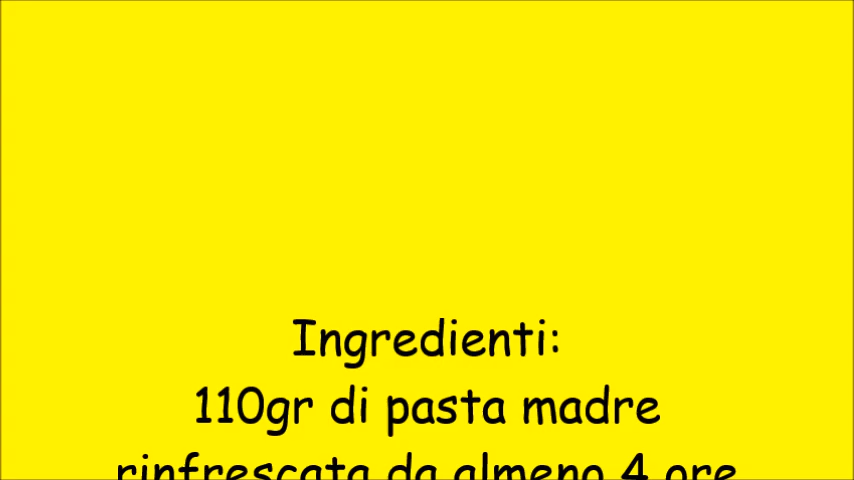 Ingredienti:
110gr di pasta madre
rinfrescata da almeno 4 ore